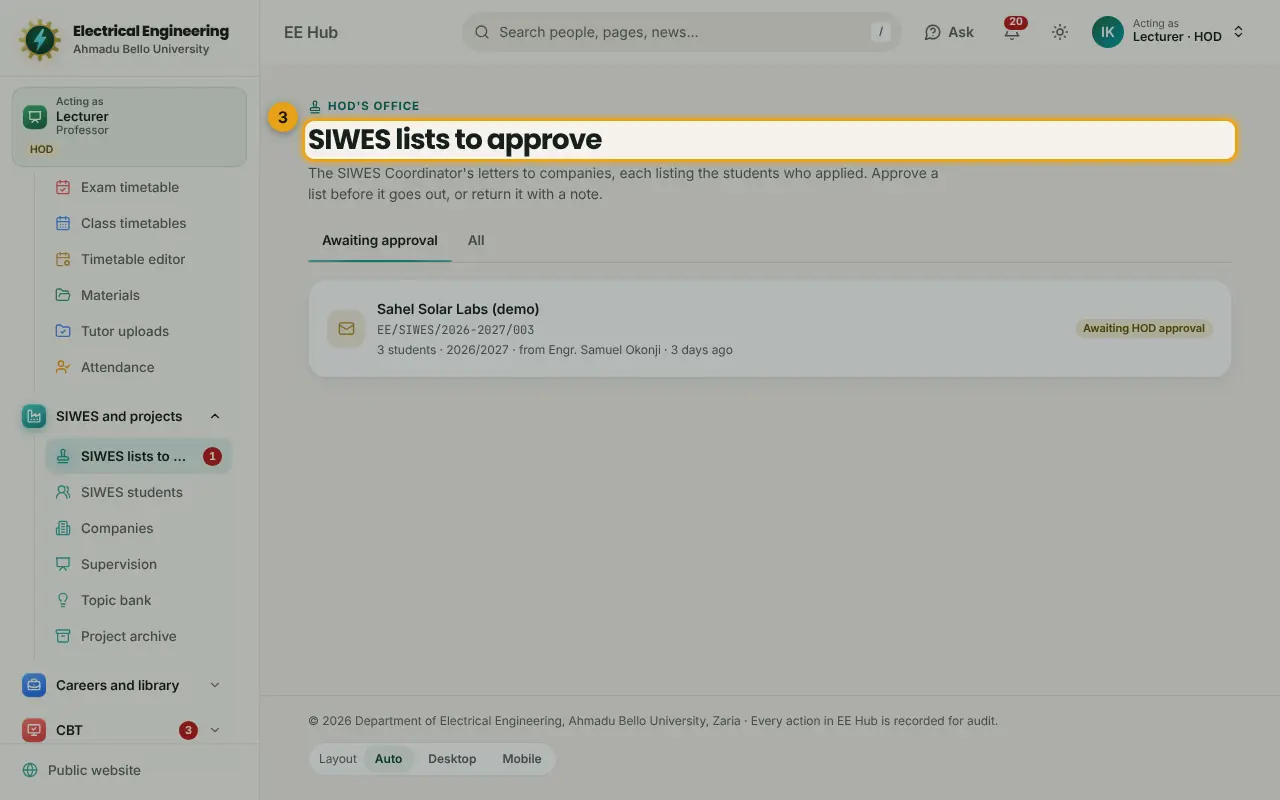 Electrical Engineering
Ahmadu Bello University
Acting as
Lecturer
Professor
HOD
Exam timetable
Class timetables
Timetable editor
Materials
Tutor uploads
Attendance
SIWES and projects
SIWES lists to ...
1
SIWES students
Companies
Supervision
Topic bank
Project archive
Careers and library
CBT
3
Public website
EE Hub
Search people, pages, news...
/
Ask
20
IK
Acting as
Lecturer · HOD
3
HOD'S OFFICE
SIWES lists to approve
The SIWES Coordinator's letters to companies, each listing the students who applied. Approve a
list before it goes out, or return it with a note.
Awaiting approval
All
Sahel Solar Labs (demo)
EE/SIWES/2026-2027/003
3 students · 2026/2027 · from Engr. Samuel Okonji · 3 days ago
Awaiting HOD approval
© 2026 Department of Electrical Engineering, Ahmadu Bello University, Zaria · Every action in EE Hub is recorded for audit.
Layout
Auto
Desktop
Mobile